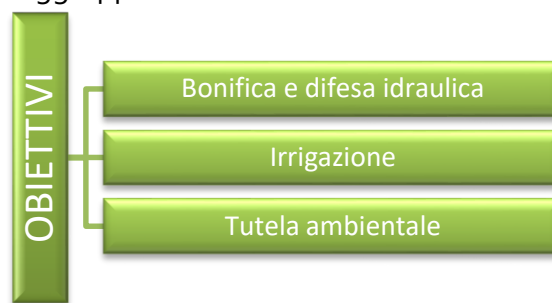 OBIETTIVI
Bonifica e difesa idraulica
Irrigazione
Tutela ambientale